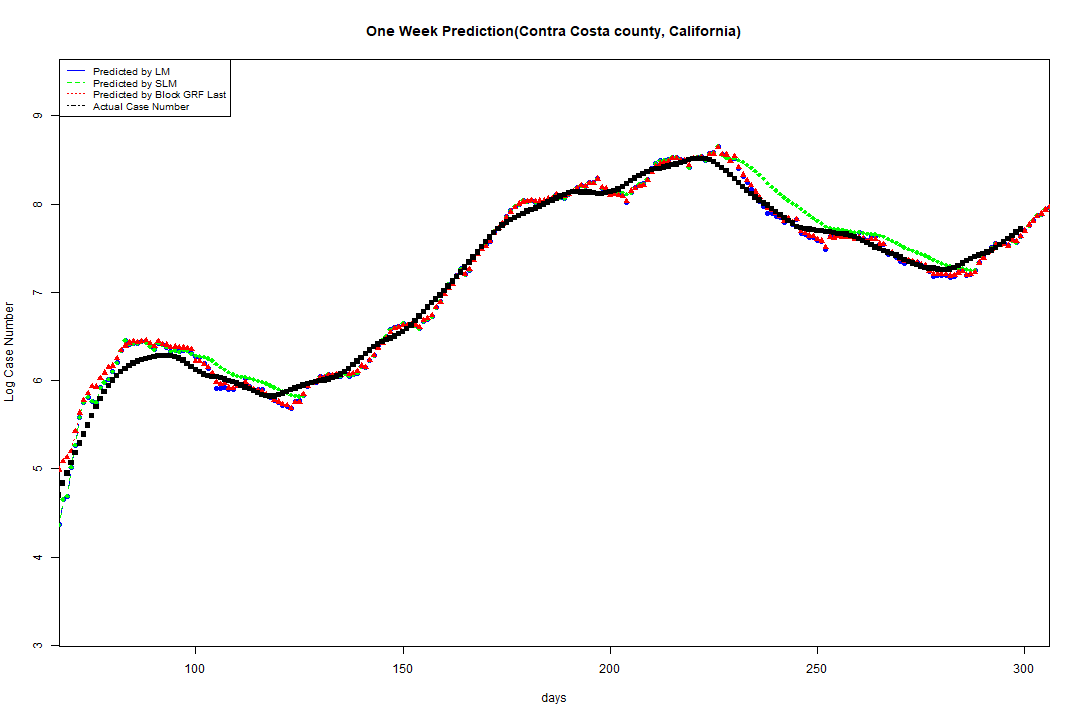 One Week Prediction(Contra Costa county, California)
Predicted by LM
Predicted by SLM
Predicted by Block GRF Last
Actual Case Number
9
8
7
6
5
4
3
Log Case Number
100 150 200 250 300
days